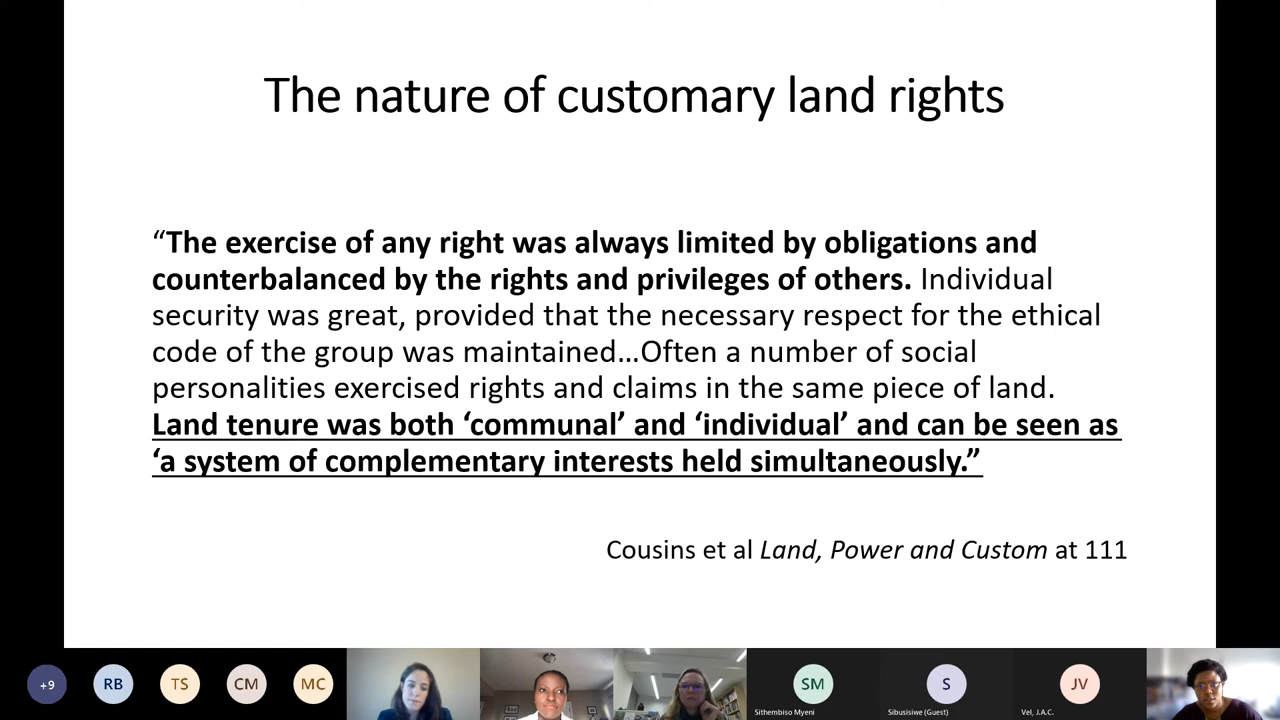 The nature of customary land rights
“The exercise of any right was always limited by obligations and
counterbalanced by the rights and privileges of others. Individual
security was great, provided that the necessary respect for the ethical
code of the group was maintained…Often a number of social
personalities exercised rights and claims in the same piece of land.
Land tenure was both ‘communal’ and ‘individual’ and can be seen as
‘a system of complementary interests held simultaneously.”
Cousins et al Land, Power and Custom at 111
+9
RB
TS
CM
MC
SM
Sithembiso Myeni
S
Sibusisiwe (Guest)
JV
Vel, J.A.C.